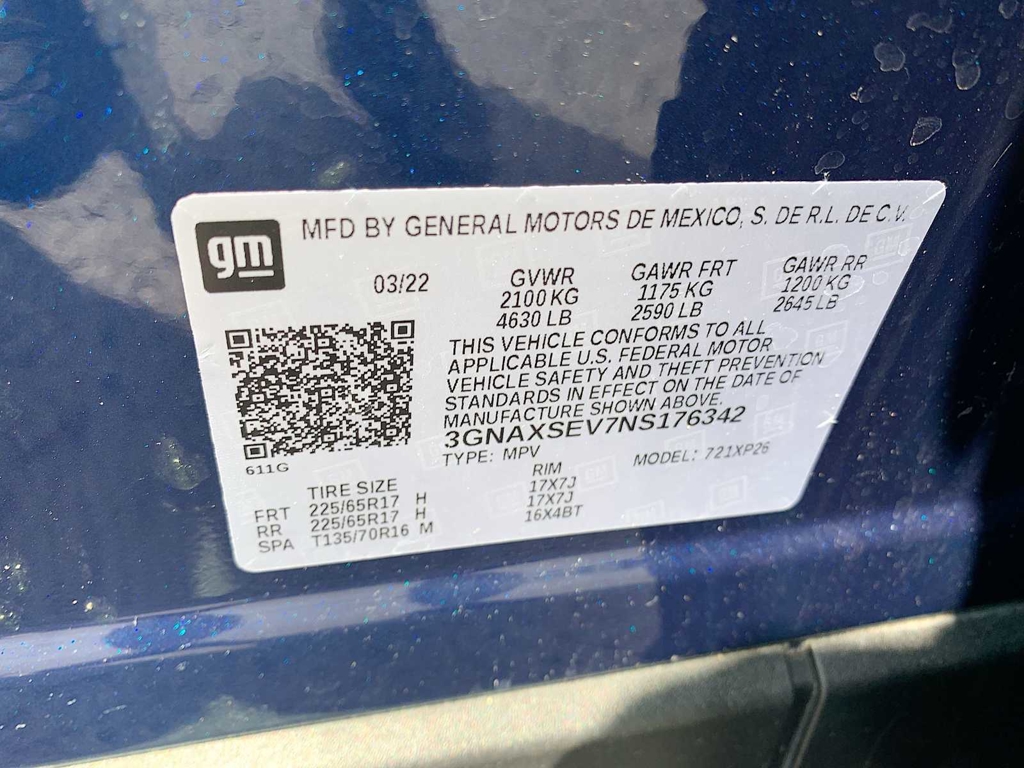 gm
MFD BY GENERAL MOTORS DE MEXICO, S. DE R.L. DE C.V.
03/22 GVWR GAWR FRT GAWR RR
2100 KG 1175 KG 1200 KG
4630 LB 2590 LB 2645 LB
THIS VEHICLE CONFORMS TO ALL
APPLICABLE U.S. FEDERAL MOTOR
VEHICLE SAFETY AND THEFT PREVENTION
STANDARDS IN EFFECT ON THE DATE OF
MANUFACTURE SHOWN ABOVE.
3GNAXSEV7NS176342
TYPE: MPV MODEL: 721XP26
611G
TIRE SIZE RIM
FRT 225/65R17 H 17X7J
RR 225/65R17 H 17X7J
SPA T135/70R16 M 16X4BT